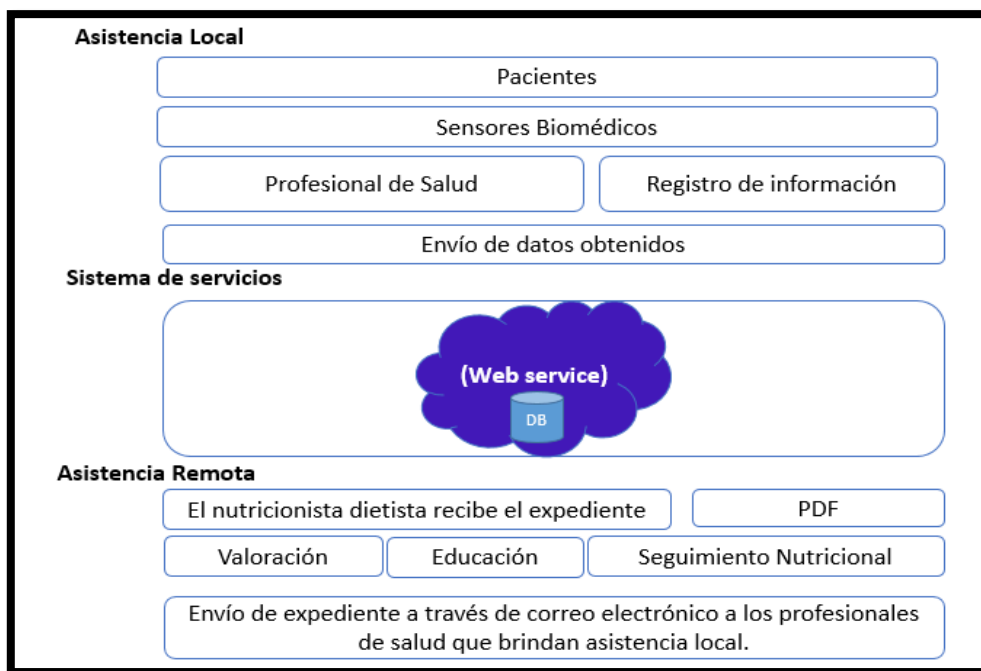 Asistencia Local
Pacientes
Sensores Biomédicos
Profesional de Salud
Registro de información
Envío de datos obtenidos
Sistema de servicios
(Web service)
DB
Asistencia Remota
El nutricionista dietista recibe el expediente
PDF
Valoración
Educación
Seguimiento Nutricional
Envío de expediente a través de correo electrónico a los profesionales
de salud que brindan asistencia local.